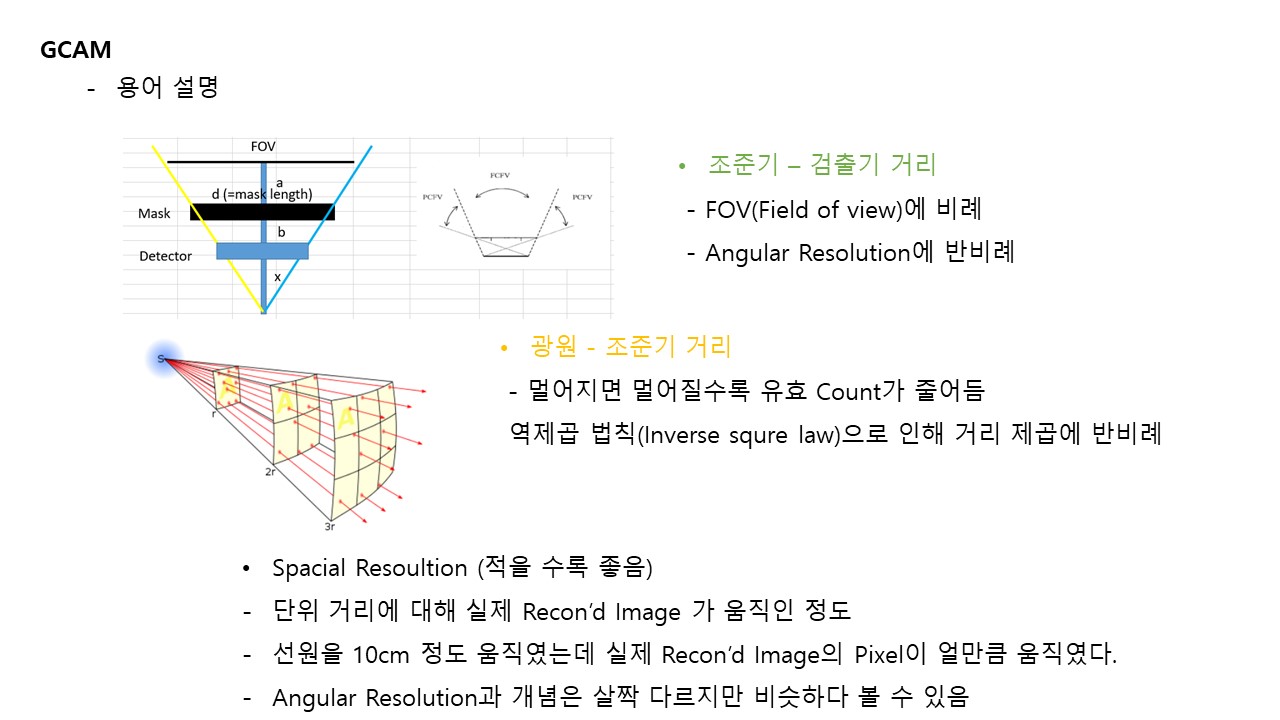 GCAM
- 용어 설명
FOV
a
d (=mask length)
Mask
b
Detector
x
FCFV
PCFV
PCFV
• 조준기 – 검출기 거리
- FOV(Field of view)에 비례
- Angular Resolution에 반비례
S
A
A
A
r
2r
3r
• 광원 - 조준기 거리
- 멀어지면 멀어질수록 유효 Count가 줄어듬
역제곱 법칙(Inverse squre law)으로 인해 거리 제곱에 반비례
• Spacial Resoultion (적을 수록 좋음)
- 단위 거리에 대해 실제 Recon’d Image 가 움직인 정도
- 선원을 10cm 정도 움직였는데 실제 Recon’d Image의 Pixel이 얼만큼 움직였다.
- Angular Resolution과 개념은 살짝 다르지만 비슷하다 볼 수 있음